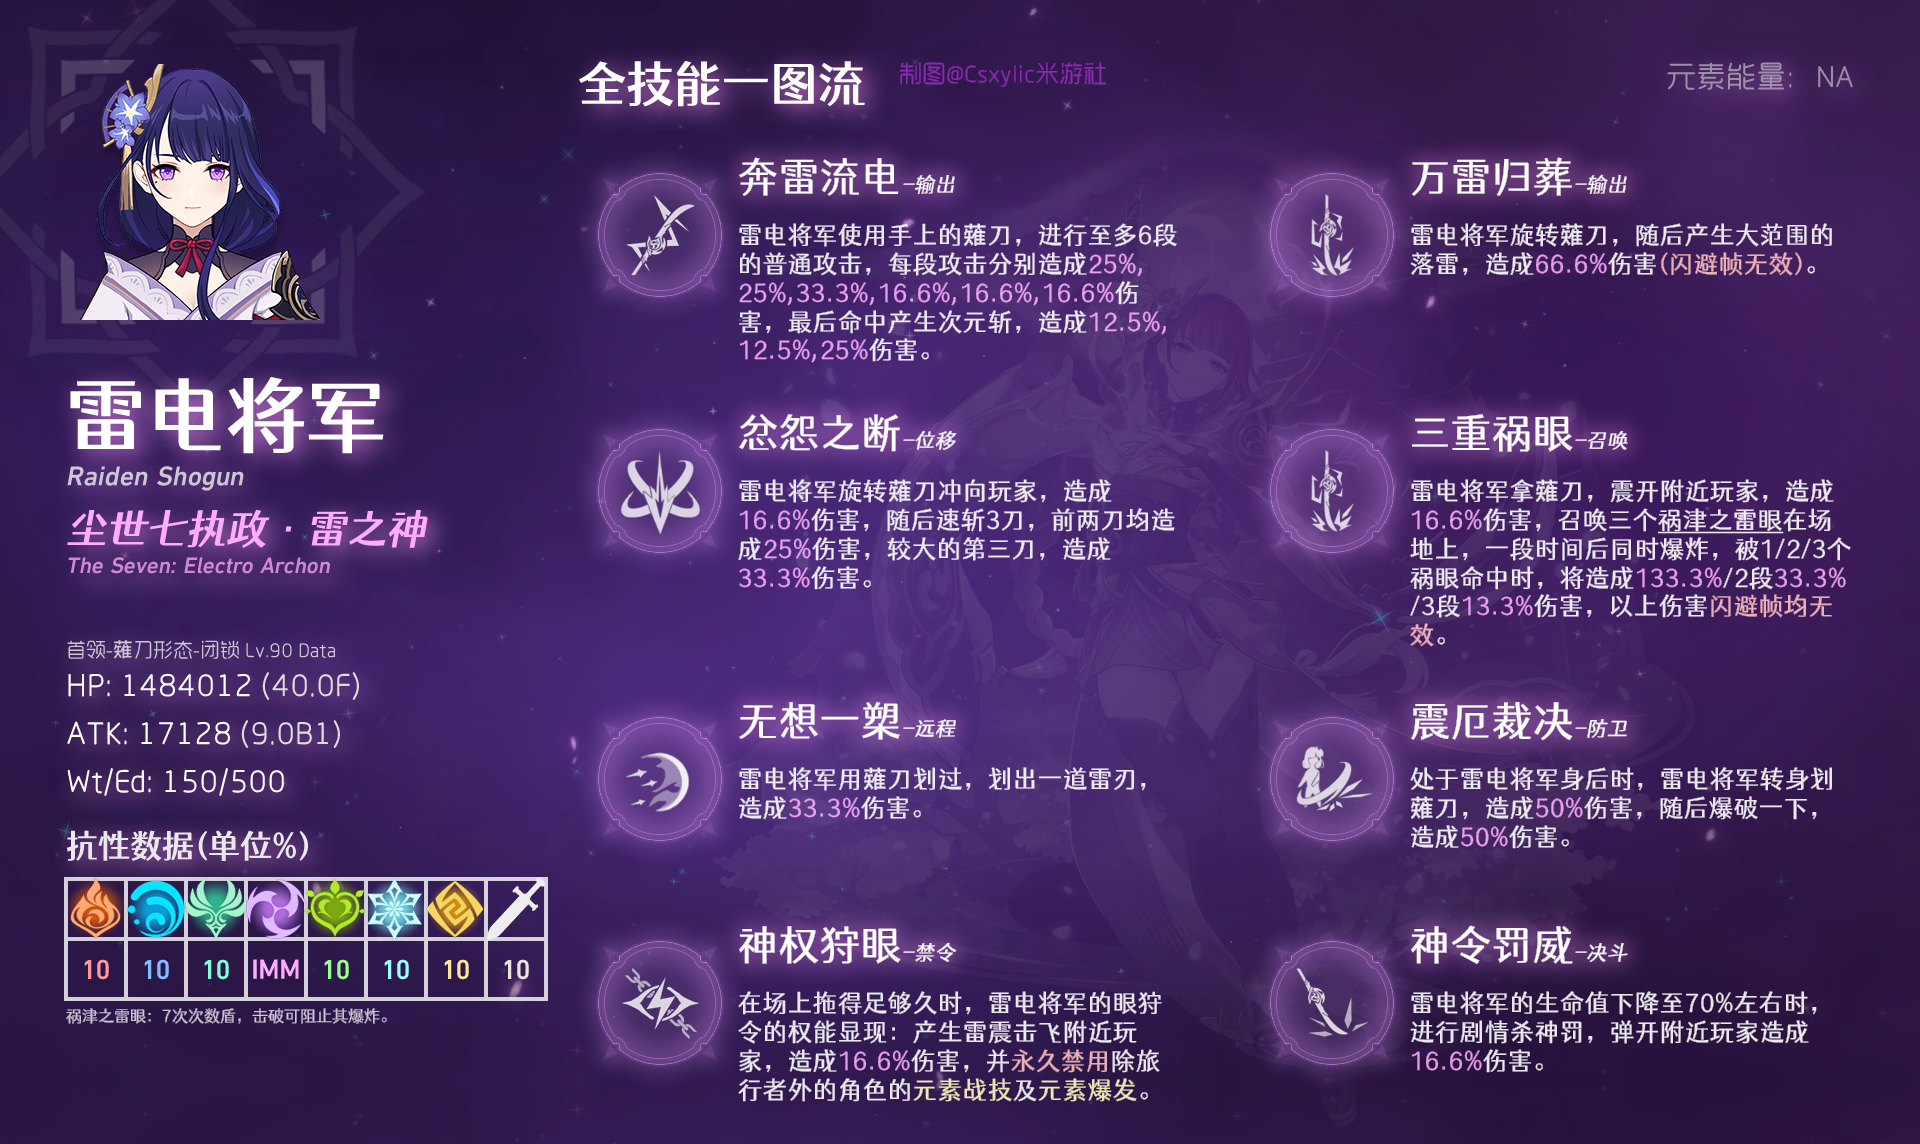 全技能一图流
制图@Csxylic米游社
元素能量： NA
雷电将军
Raiden Shogun
尘世七执政 · 雷之神
The Seven: Electro Archon
首领-薙刀形态-闭锁 Lv.90 Data
HP: 1484012 (40.0F)
ATK: 17128 (9.0B1)
Wt/Ed: 150/500
抗性数据(单位%)
10 10 10 IMM 10 10 10 10
祸津之雷眼：7次次数盾，击破可阻止其爆炸。
奔雷流电-输出
雷电将军使用手上的薙刀，进行至多6段
的普通攻击，每段攻击分别造成25%,
25%,33.3%,16.6%,16.6%,16.6%伤
害，最后命中产生次元斩，造成12.5%,
12.5%,25%伤害。
万雷归葬-输出
雷电将军旋转薙刀，随后产生大范围的
落雷，造成66.6%伤害(闪避帧无效)。
忿怨之断-位移
雷电将军旋转薙刀冲向玩家，造成
16.6%伤害，随后速斩3刀，前两刀均造
成25%伤害，较大的第三刀，造成
33.3%伤害。
三重祸眼-召唤
雷电将军拿薙刀，震开附近玩家，造成
16.6%伤害，召唤三个祸津之雷眼在场
地上，一段时间后同时爆炸，被1/2/3个
祸眼命中时，将造成133.3%/2段33.3%
/3段13.3%伤害，以上伤害闪避帧均无
效。
无想一槊-远程
雷电将军用薙刀划过，划出一道雷刃，
造成33.3%伤害。
震厄裁决-防卫
处于雷电将军身后时，雷电将军转身划
薙刀，造成50%伤害，随后爆破一下，
造成50%伤害。
神权狩眼-禁令
在场上拖得足够久时，雷电将军的眼狩
令的权能显现：产生雷震击飞附近玩
家，造成16.6%伤害，并永久禁用除旅
行者外的角色的元素战技及元素爆发。
神令罚威-决斗
雷电将军的生命值下降至70%左右时，
进行剧情杀神罚，弹开附近玩家造成
16.6%伤害。